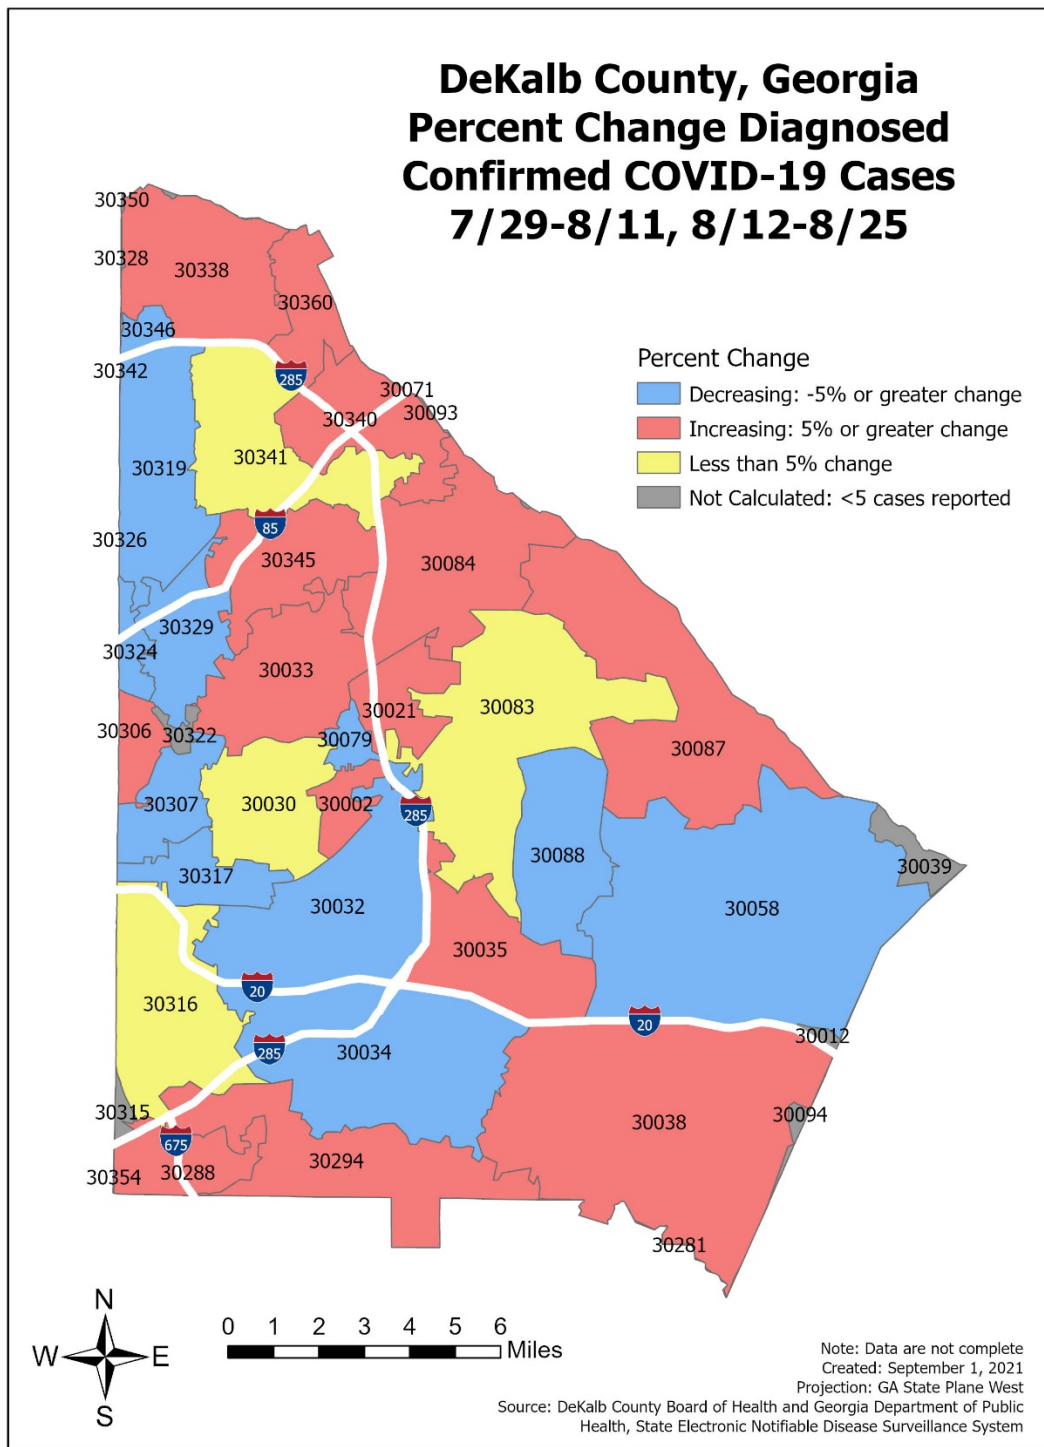 DeKalb County, Georgia
Percent Change Diagnosed
Confirmed COVID-19 Cases
7/29-8/11, 8/12-8/25
30350
30328
30338
30360
30346
30342
285
30071
30093
30340
30341
30319
85
30326
30345
30084
30329
30324
30033
30083
30021
30306
30322
30079
30087
30307
30030
30002
285
30088
30039
30317
30032
30058
30035
20
30316
20
30012
285
30034
30315
30094
30038
675
30294
30354
30288
30281
Percent Change
Decreasing: -5% or greater change
Increasing: 5% or greater change
Less than 5% change
Not Calculated: <5 cases reported
N
W
E
S
0 1 2 3 4 5 6
Miles
Note: Data are not complete
Created: September 1, 2021
Projection: GA State Plane West
Source: DeKalb County Board of Health and Georgia Department of Public
Health, State Electronic Notifiable Disease Surveillance System